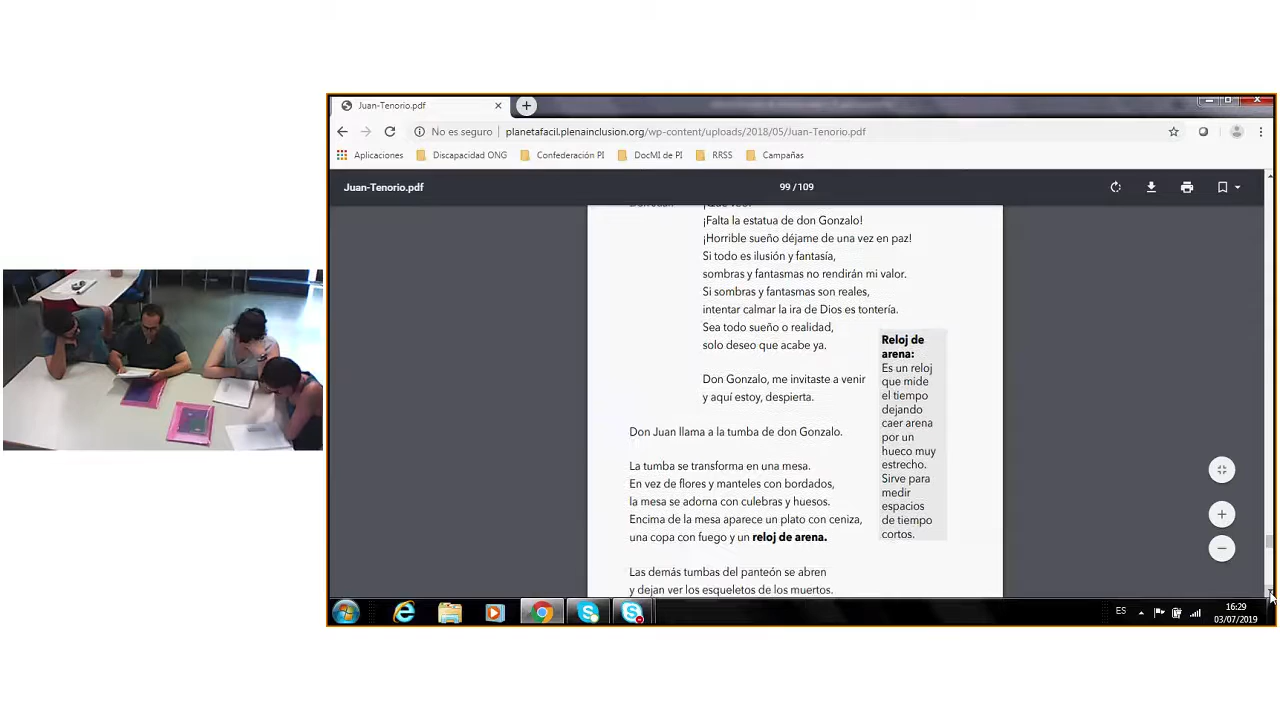 Juan-Tenorio.pdf
No es seguro planetafacil.plenainclusion.org/wp-content/uploads/2018/05/Juan-Tenorio.pdf
Aplicaciones Discapacidad ONG Confederación PI DocMI de PI RRSS Campañas
Juan-Tenorio.pdf 99 / 109
¡Falta la estatua de don Gonzalo!
¡Horrible sueño déjame de una vez en paz!
Si todo es ilusión y fantasía,
sombras y fantasmas no rendirán mi valor.
Si sombras y fantasmas son reales,
intentar calmar la ira de Dios es tontería.
Sea todo sueño o realidad,
solo deseo que acabe ya.
Don Gonzalo, me invitaste a venir
y aquí estoy, despierta.
Don Juan llama a la tumba de don Gonzalo.
La tumba se transforma en una mesa.
En vez de flores y manteles con bordados,
la mesa se adorna con culebras y huesos.
Encima de la mesa aparece un plato con ceniza,
una copa con fuego y un reloj de arena.
Las demás tumbas del panteón se abren
y dejan ver los esqueletos de los muertos.
Reloj de
arena:
Es un reloj
que mide
el tiempo
dejando
caer arena
por un
hueco muy
estrecho.
Sirve para
medir
espacios
de tiempo
cortos.
ES
16:29
03/07/2019